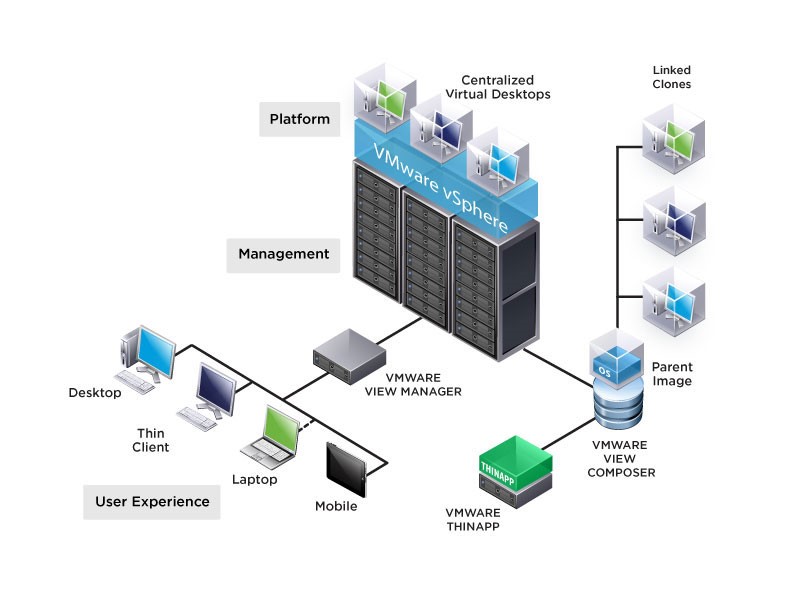 Centralized
Virtual Desktops
Linked
Clones
Platform
VMware vSphere
Management
Desktop
Thin
Client
Laptop
Mobile
VMWARE
VIEW MANAGER
OS
Parent
Image
VMWARE
VIEW
COMPOSER
THINAPP
VMWARE
THINAPP
User Experience